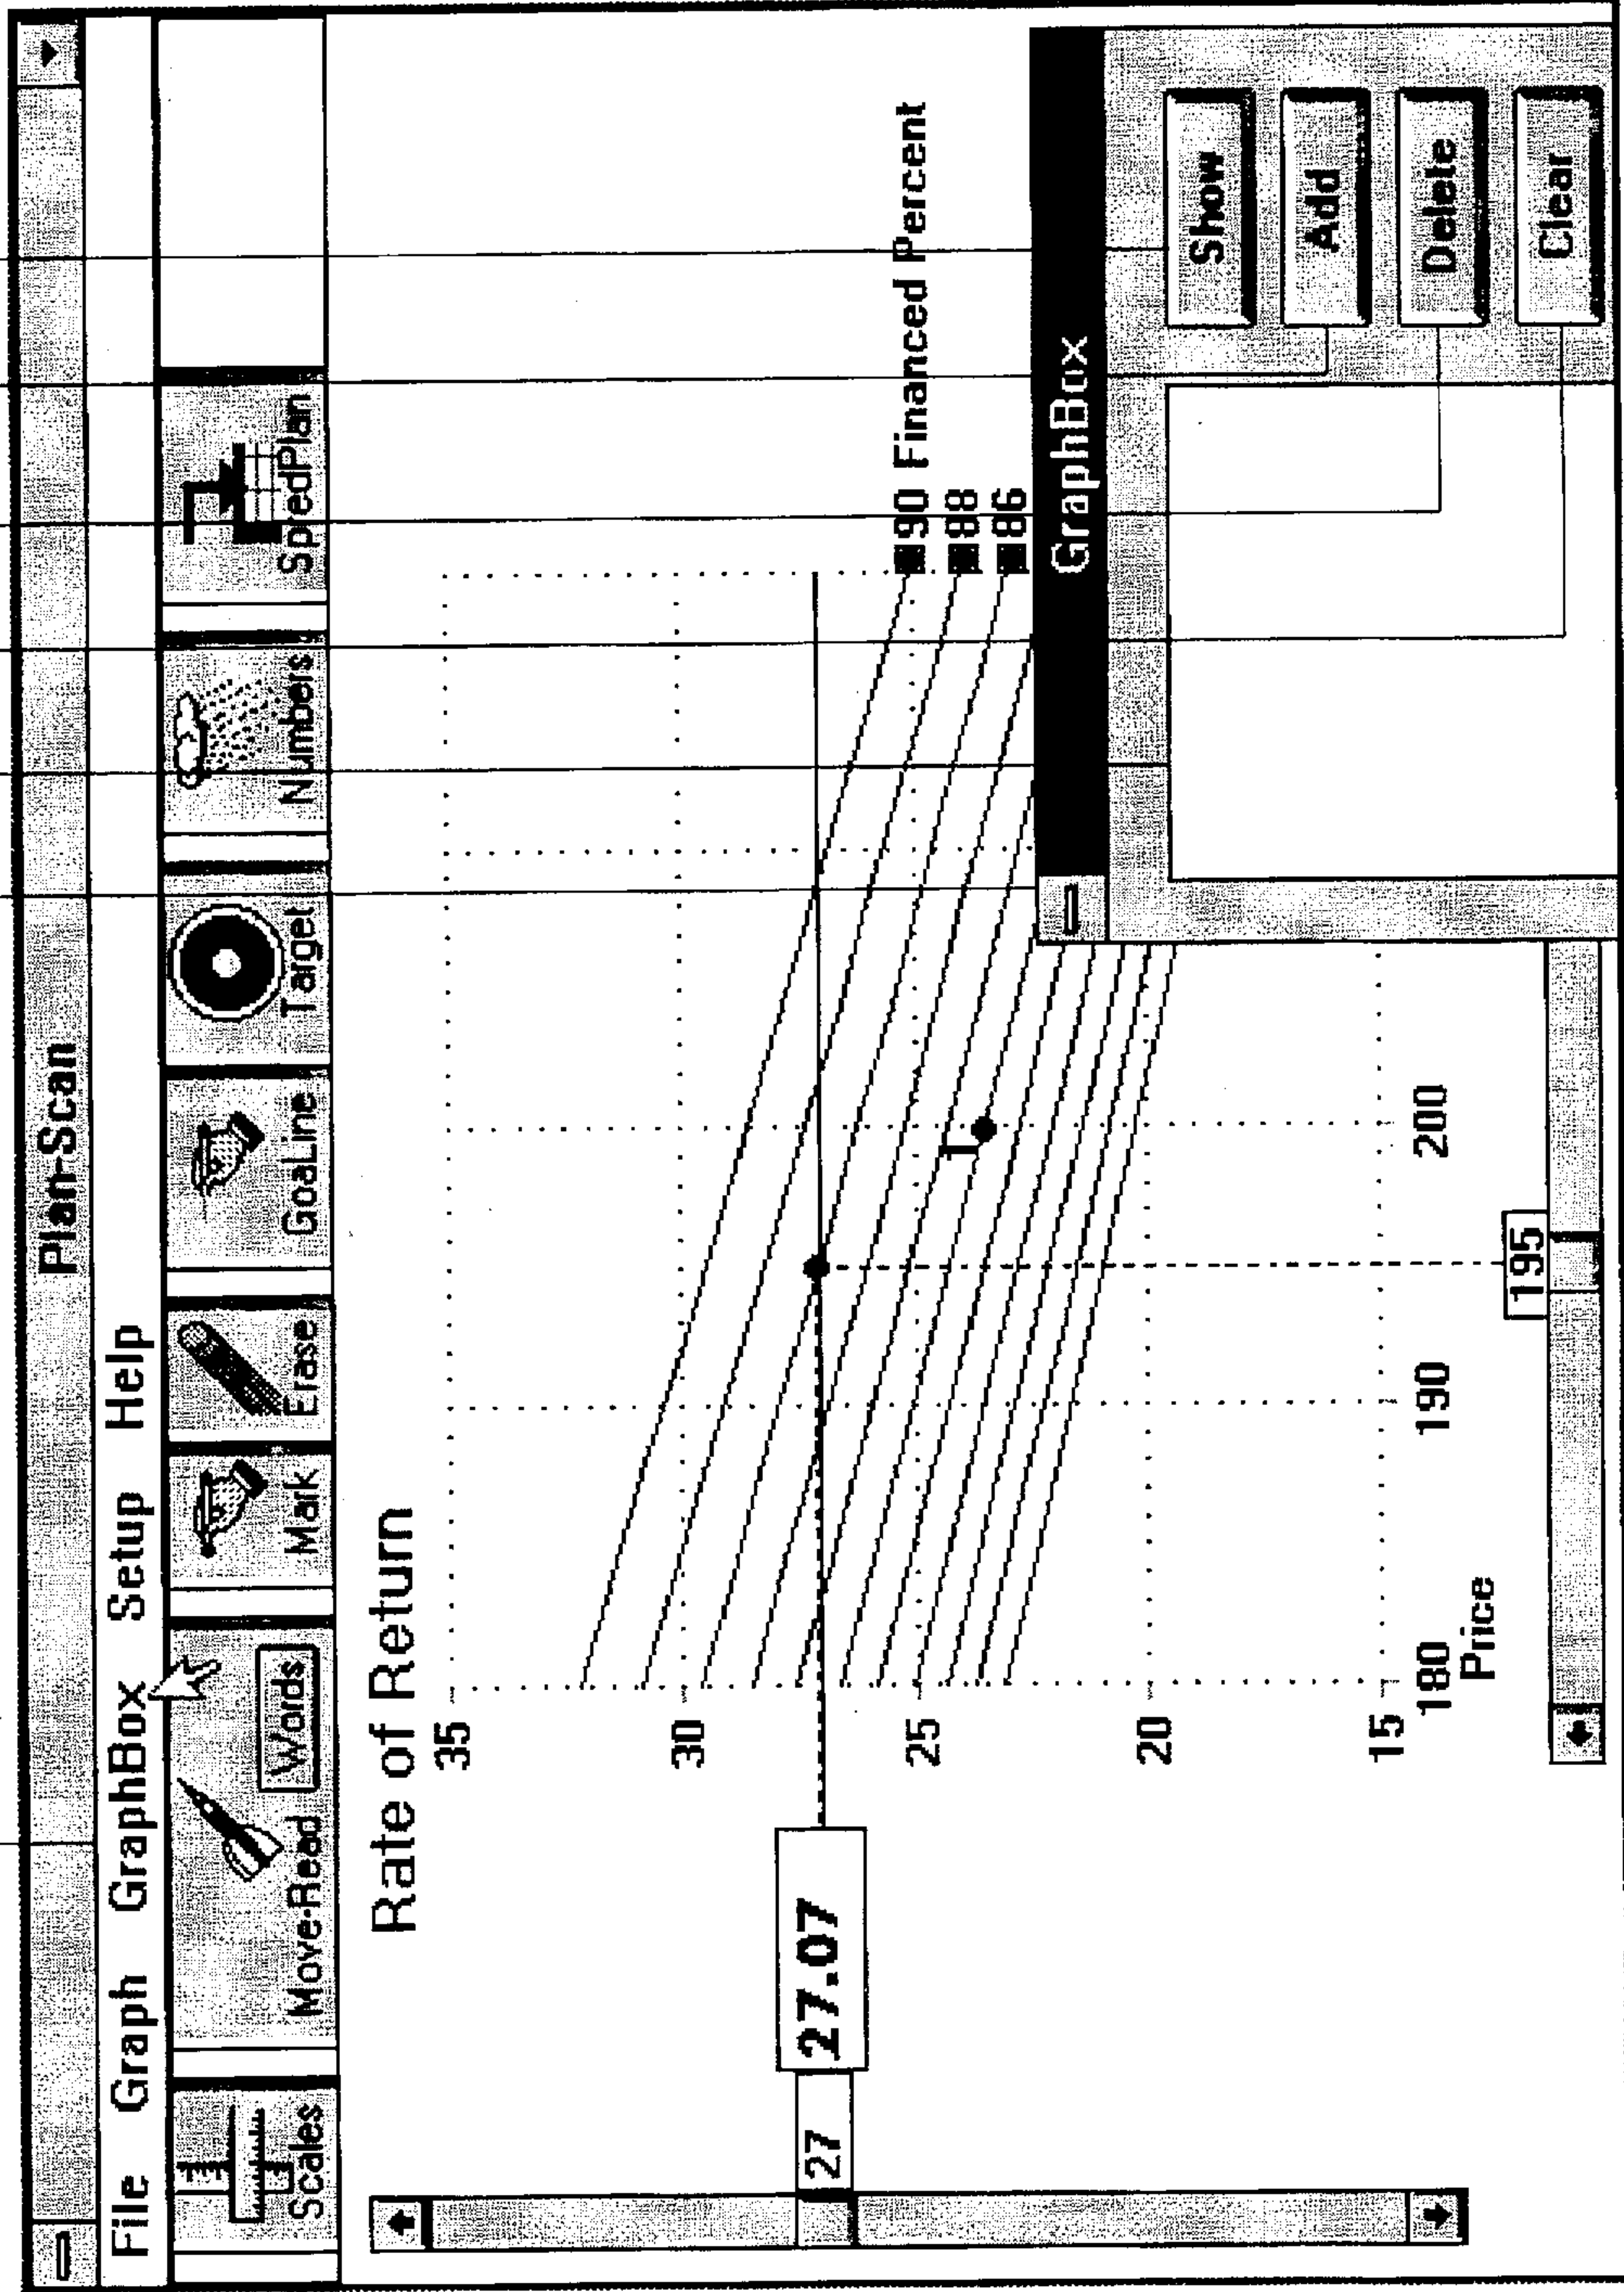 Plan-Scan
File Graph GraphBox Setup Help
Scales Move-Read Words Mark Erase GoaLine Target Numbers SpedPlan
Rate of Return
35
30
27 27.07
25
20
15
T
90 Financed Percent
88
86
180 190 200
Price
195
GraphBox
Show
Add
Delete
Clear